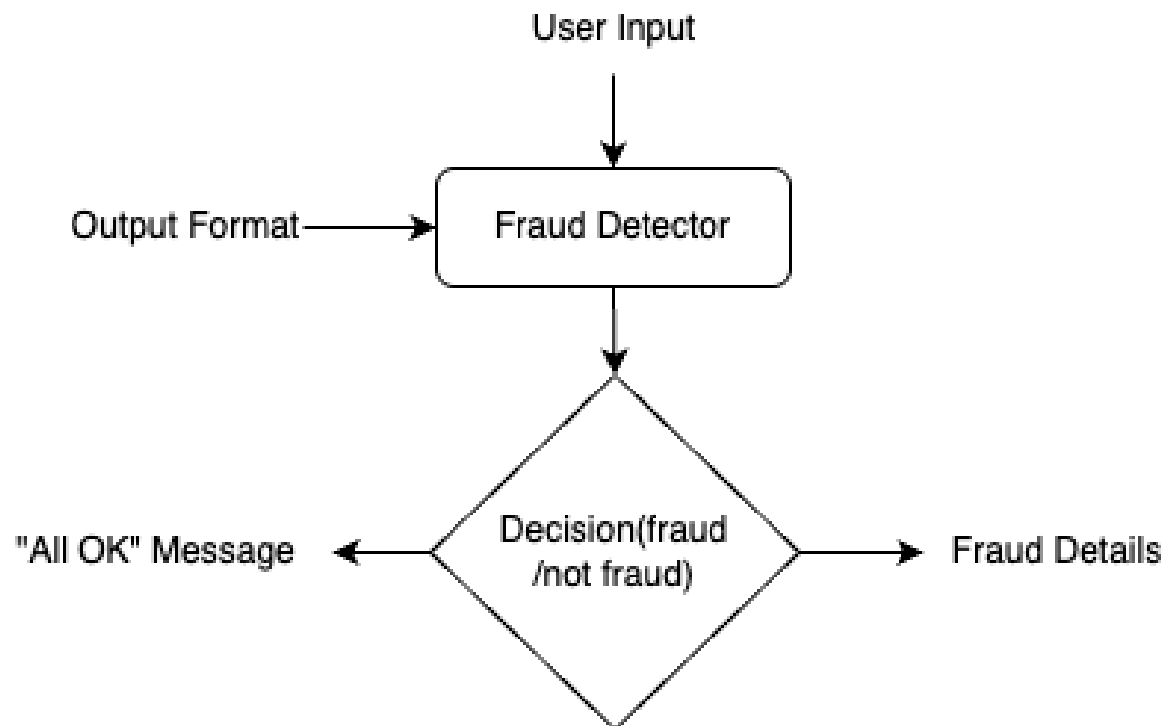 User Input
Output Format
Fraud Detector
"All OK" Message
Decision(fraud
/not fraud)
Fraud Details